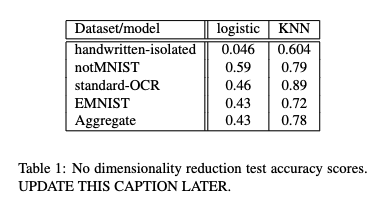 Dataset/model logistic KNN
handwritten-isolated 0.046 0.604
notMNIST 0.59 0.79
standard-OCR 0.46 0.89
EMNIST 0.43 0.72
Aggregate 0.43 0.78
Table 1: No dimensionality reduction test accuracy scores.
UPDATE THIS CAPTION LATER.